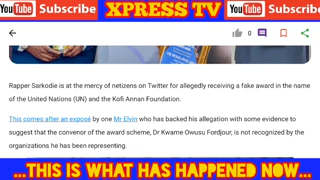 YouTube Subscribe XPRESS TV YouTube Subscribe
Rapper Sarkodie is at the mercy of netizens on Twitter for allegedly receiving a fake award in the name
of the United Nations (UN) and the Kofi Annan Foundation.
This comes after an exposé by one Mr Elvin who has backed his allegation with some evidence to
suggest that the convenor of the award scheme, Dr Kwame Owusu Fordjour, is not recognized by the
organizations he has been representing.
...THIS IS WHAT HAS HAPPENED NOW...